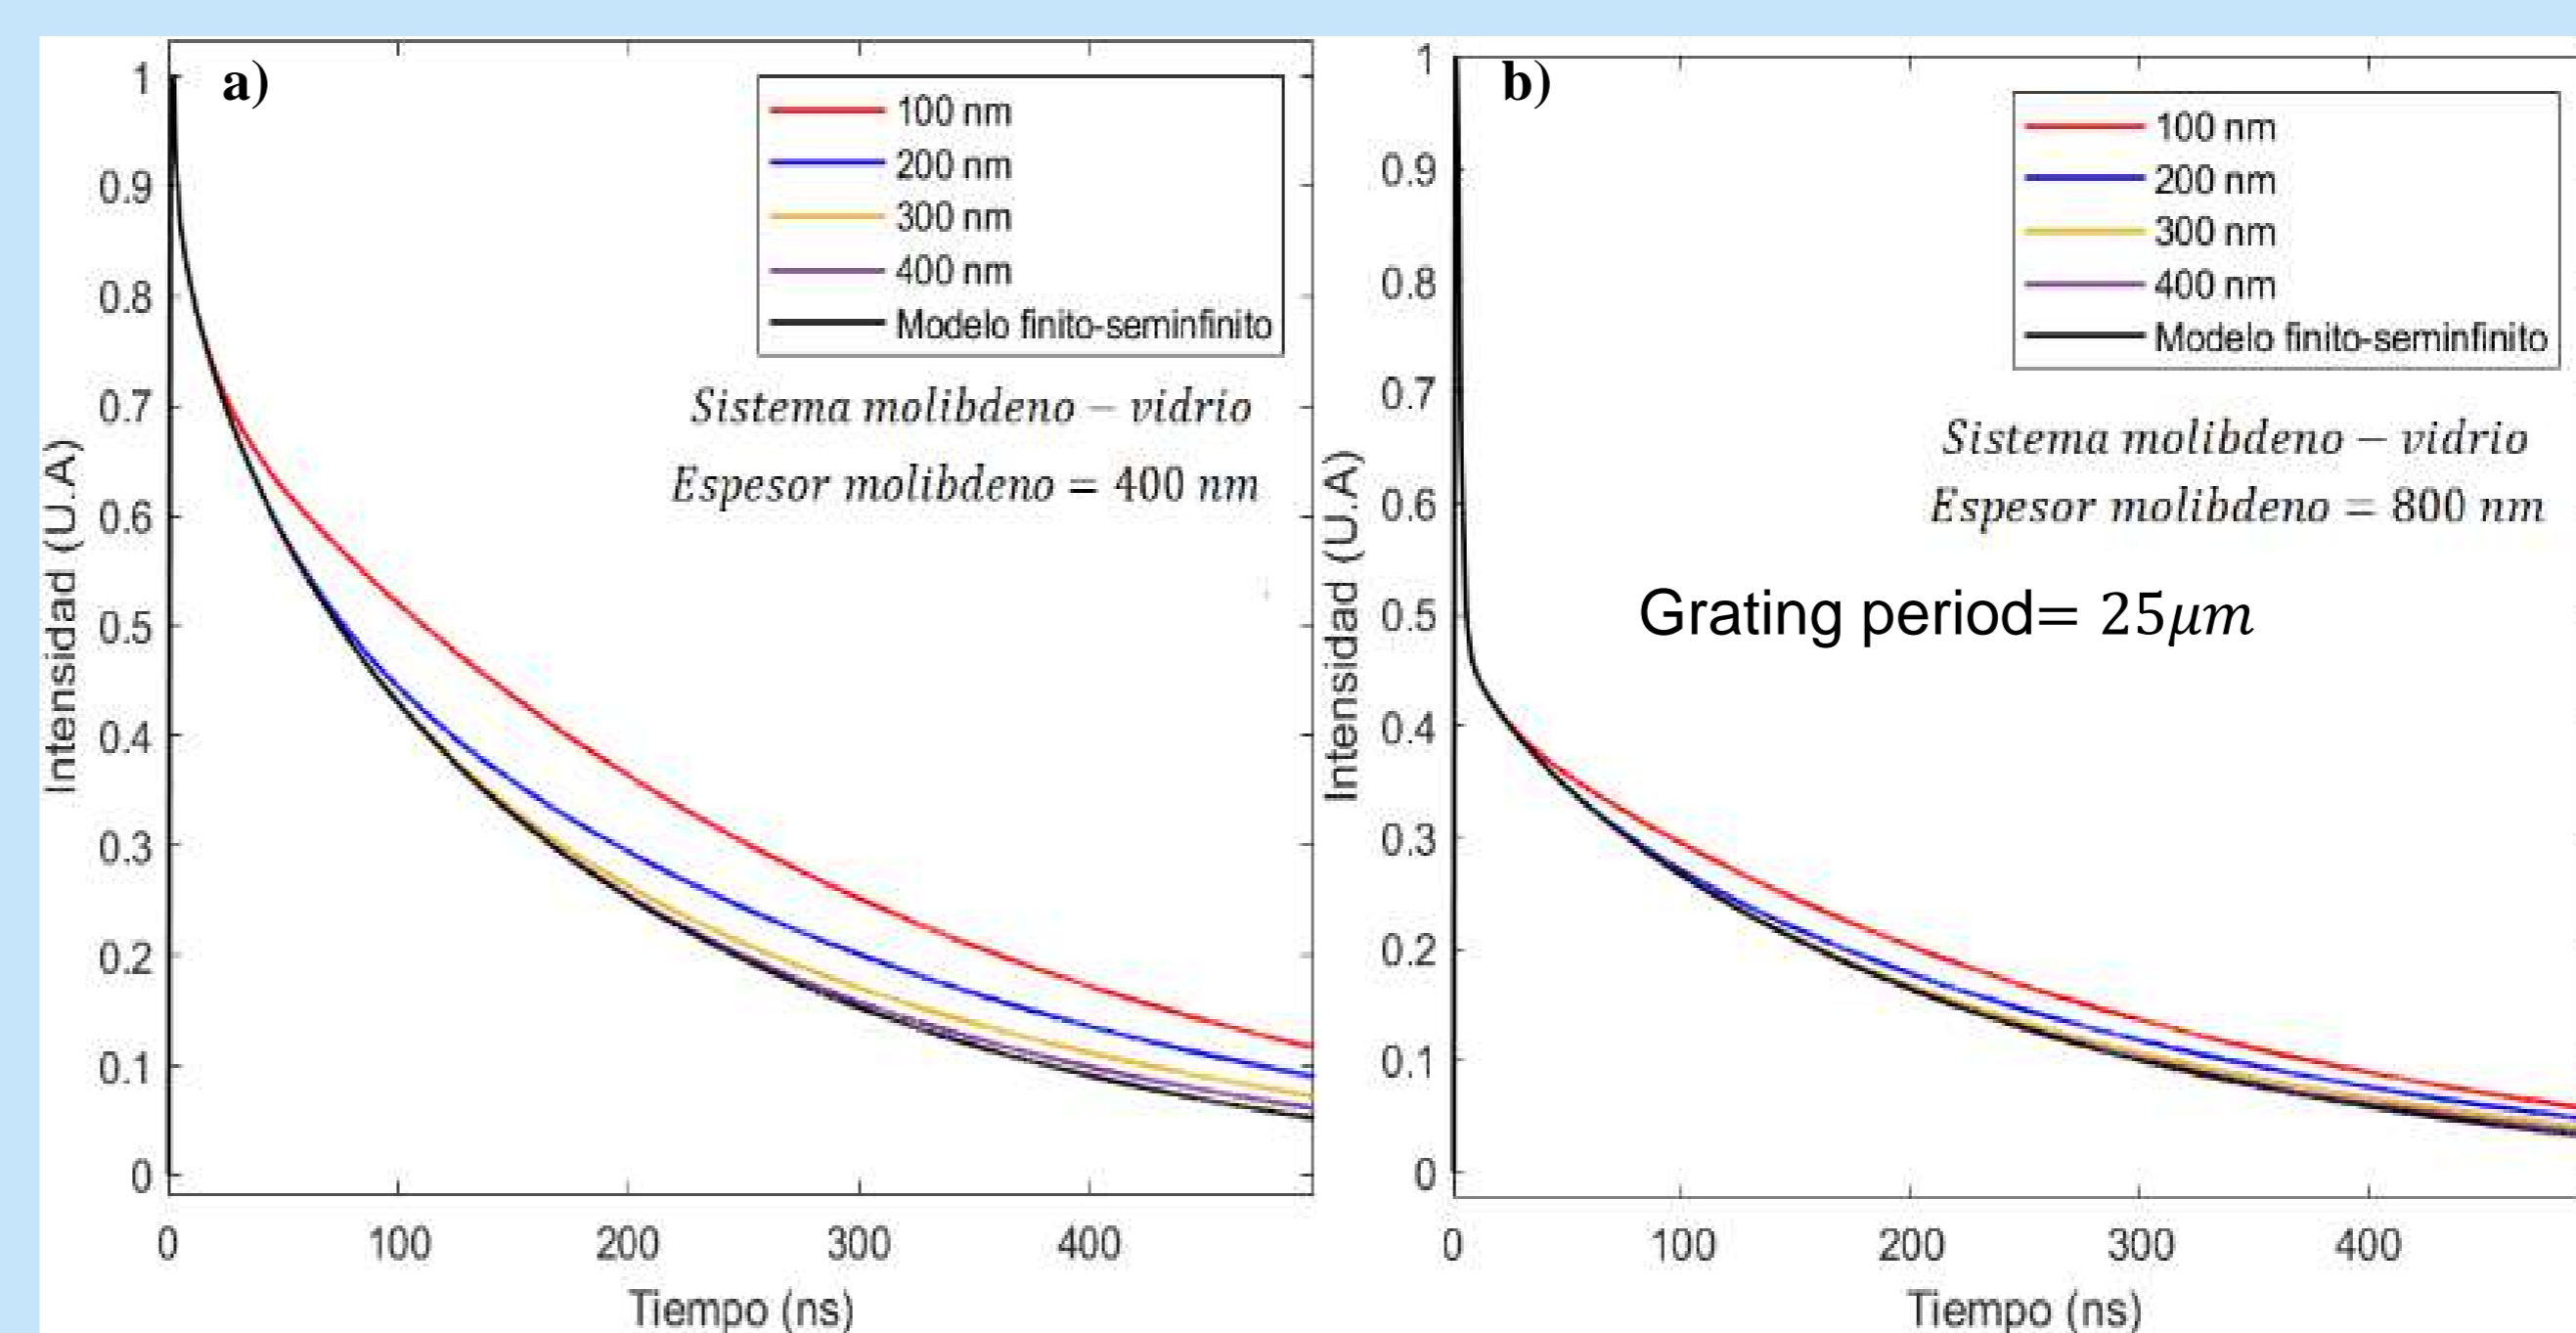 a)
1
0.9
0.8
0.7
0.6
0.5
0.4
0.3
0.2
0.1
0
Intensidad (U.A)
100 nm
200 nm
300 nm
400 nm
Modelo finito-seminfinito
Sistema molibdeno − vidrio
Espesor molibdeno = 400 nm
0 100 200 300 400
Tiempo (ns)
b)
1
0.9
0.8
0.7
0.6
0.5
0.4
0.3
0.2
0.1
0
Intensidad (U.A)
100 nm
200 nm
300 nm
400 nm
Modelo finito-seminfinito
Sistema molibdeno − vidrio
Espesor molibdeno = 800 nm
Grating period= 25μm
0 100 200 300 400
Tiempo (ns)